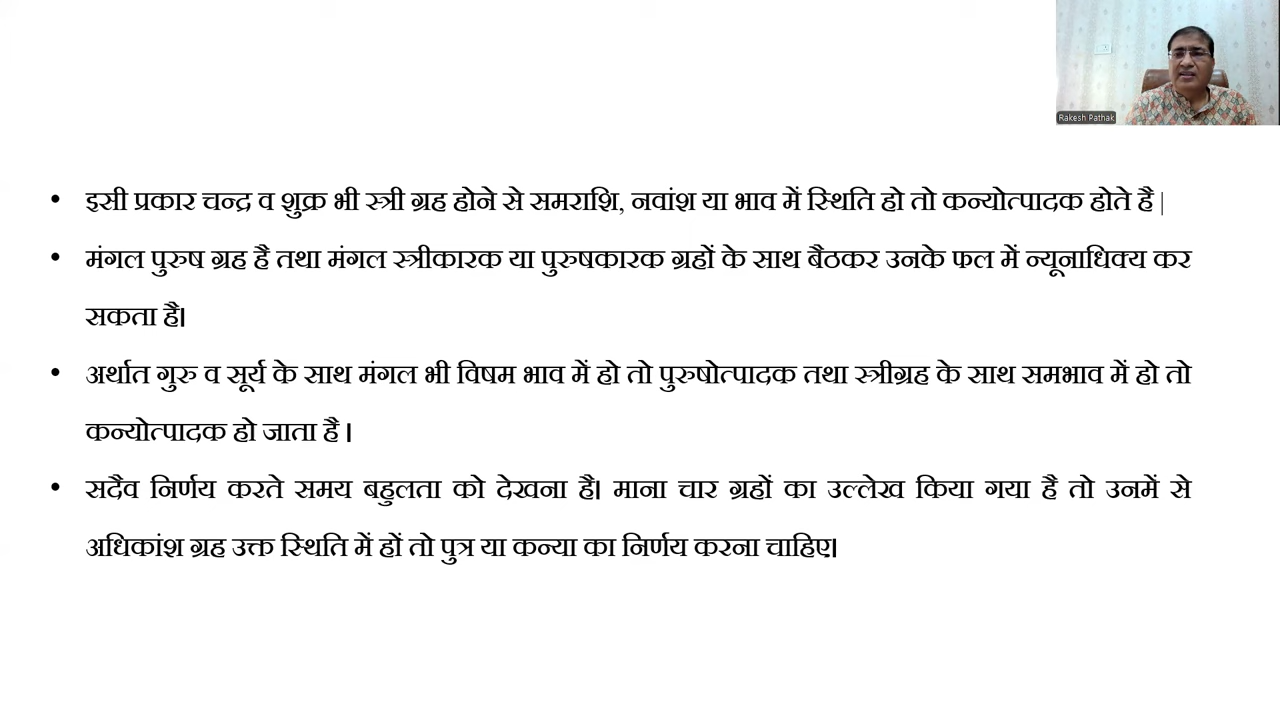 Rakesh Pathak
• इसी प्रकार चन्द्र व शुक्र भी स्त्री ग्रह होने से समराशि, नवांश या भाव में स्थिति हो तो कन्योत्पादक होते है |
• मंगल पुरुष ग्रह है तथा मंगल स्त्रीकारक या पुरुषकारक ग्रहों के साथ बैठकर उनके फल में न्यूनाधिक्य कर
सकता है।
• अर्थात गुरु व सूर्य के साथ मंगल भी विषम भाव में हो तो पुरुषोत्पादक तथा स्त्रीग्रह के साथ समभाव में हो तो
कन्योत्पादक हो जाता है ।
• सदैव निर्णय करते समय बहुलता को देखना है। माना चार ग्रहों का उल्लेख किया गया है तो उनमें से
अधिकांश ग्रह उक्त स्थिति में हों तो पुत्र या कन्या का निर्णय करना चाहिए।